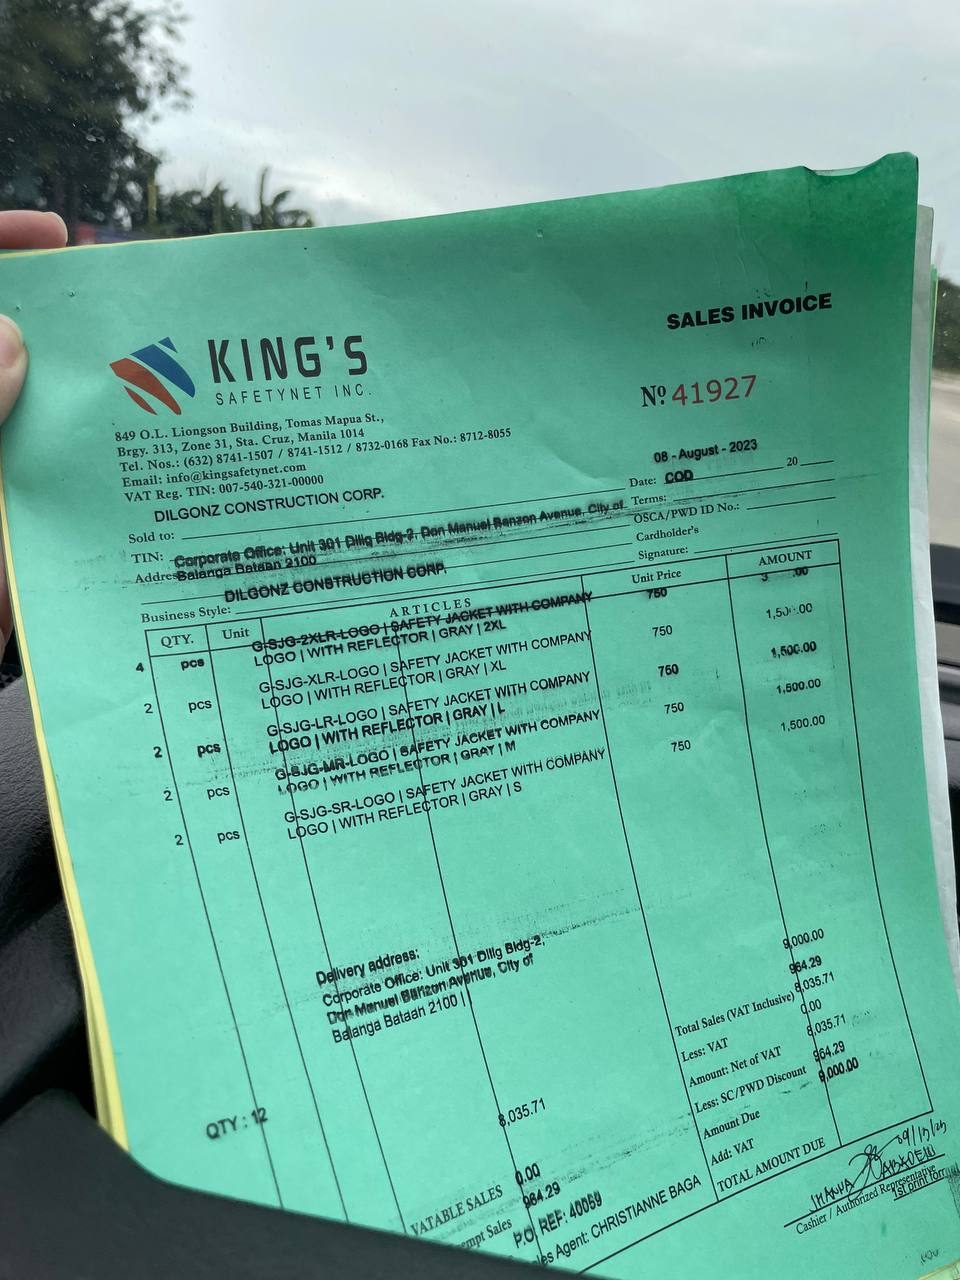 SALES INVOICE
KING'S
SAFETYNET INC.
Nº 41927
849 O.L. Liongson Building, Tomas Mapua St.,
Brgy. 313, Zone 31, Sta. Cruz, Manila 1014
Tel. Nos.: (632) 8741-1507 / 8741-1512 / 8732-0168 Fax No.: 8712-8055
Email: info@kingsafetynet.com
VAT Reg. TIN: 007-540-321-00000
08 - August - 2023
Date: 20
DILGONZ CONSTRUCTION CORP.
Sold to:
Terms: COD
TIN:
OSCA/PWD ID No.:
Corporate Office: Unit 301 Dilig Bldg-2, Don Manuel Banzon Avenue, City of
Address Balanga Bataan 2100
Cardholder's
Signature:
DILGONZ CONSTRUCTION CORP.
Business Style:
QTY. Unit ARTICLES Unit Price AMOUNT
4 pcs G-SJG-2XLR-LOGO | SAFETY JACKET WITH COMPANY 750 3 .00
LOGO | WITH REFLECTOR | GRAY | 2XL
2 pcs G-SJG-XLR-LOGO | SAFETY JACKET WITH COMPANY 750 1,500.00
LOGO | WITH REFLECTOR | GRAY | XL
2 pcs G-SJG-LR-LOGO | SAFETY JACKET WITH COMPANY 750 1,500.00
LOGO | WITH REFLECTOR | GRAY | L
2 pcs G-SJG-MR-LOGO | SAFETY JACKET WITH COMPANY 750 1,500.00
LOGO | WITH REFLECTOR | GRAY | M
2 pcs G-SJG-SR-LOGO | SAFETY JACKET WITH COMPANY 750 1,500.00
LOGO | WITH REFLECTOR | GRAY | S
Delivery address:
Corporate Office: Unit 301 Dilig Bldg-2,
Don Manuel Banzon Avenue, City of
Balanga Bataan 2100 |
Total Sales (VAT Inclusive) 9,000.00
Less: VAT 964.29
Amount: Net of VAT 8,035.71
Less: SC/PWD Discount 0.00
Amount Due 8,035.71
Add: VAT 964.29
TOTAL AMOUNT DUE 9,000.00
QTY : 12
8,035.71
VATABLE SALES 0.00
empt Sales 964.29
P.O. REF: 40059
les Agent: CHRISTIANNE BAGA
Cashier / Authorized Representative
1st print form